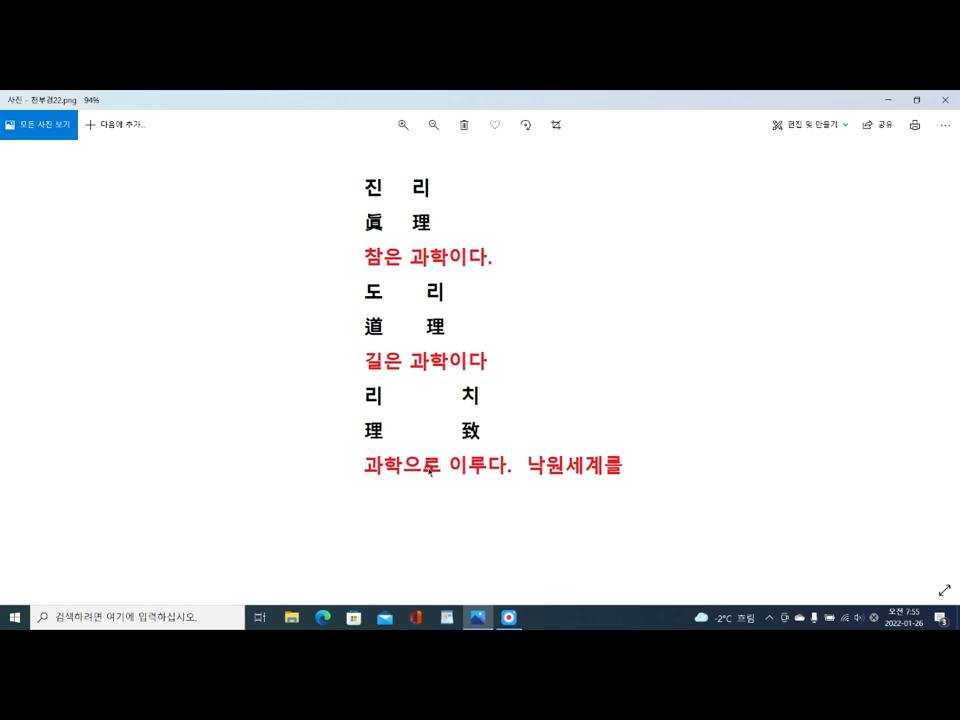 사진 - 천부경22.png 94%
모든 사진 보기 다음에 추가... 편집 및 만들기 공유
진 리
眞 理
참은 과학이다.
도 리
道 理
길은 과학이다
리 치
理 致
과학으로 이루다. 낙원세계를
검색하려면 여기에 입력하십시오. -2°C 흐림 오전 7:55
2022-01-26 3